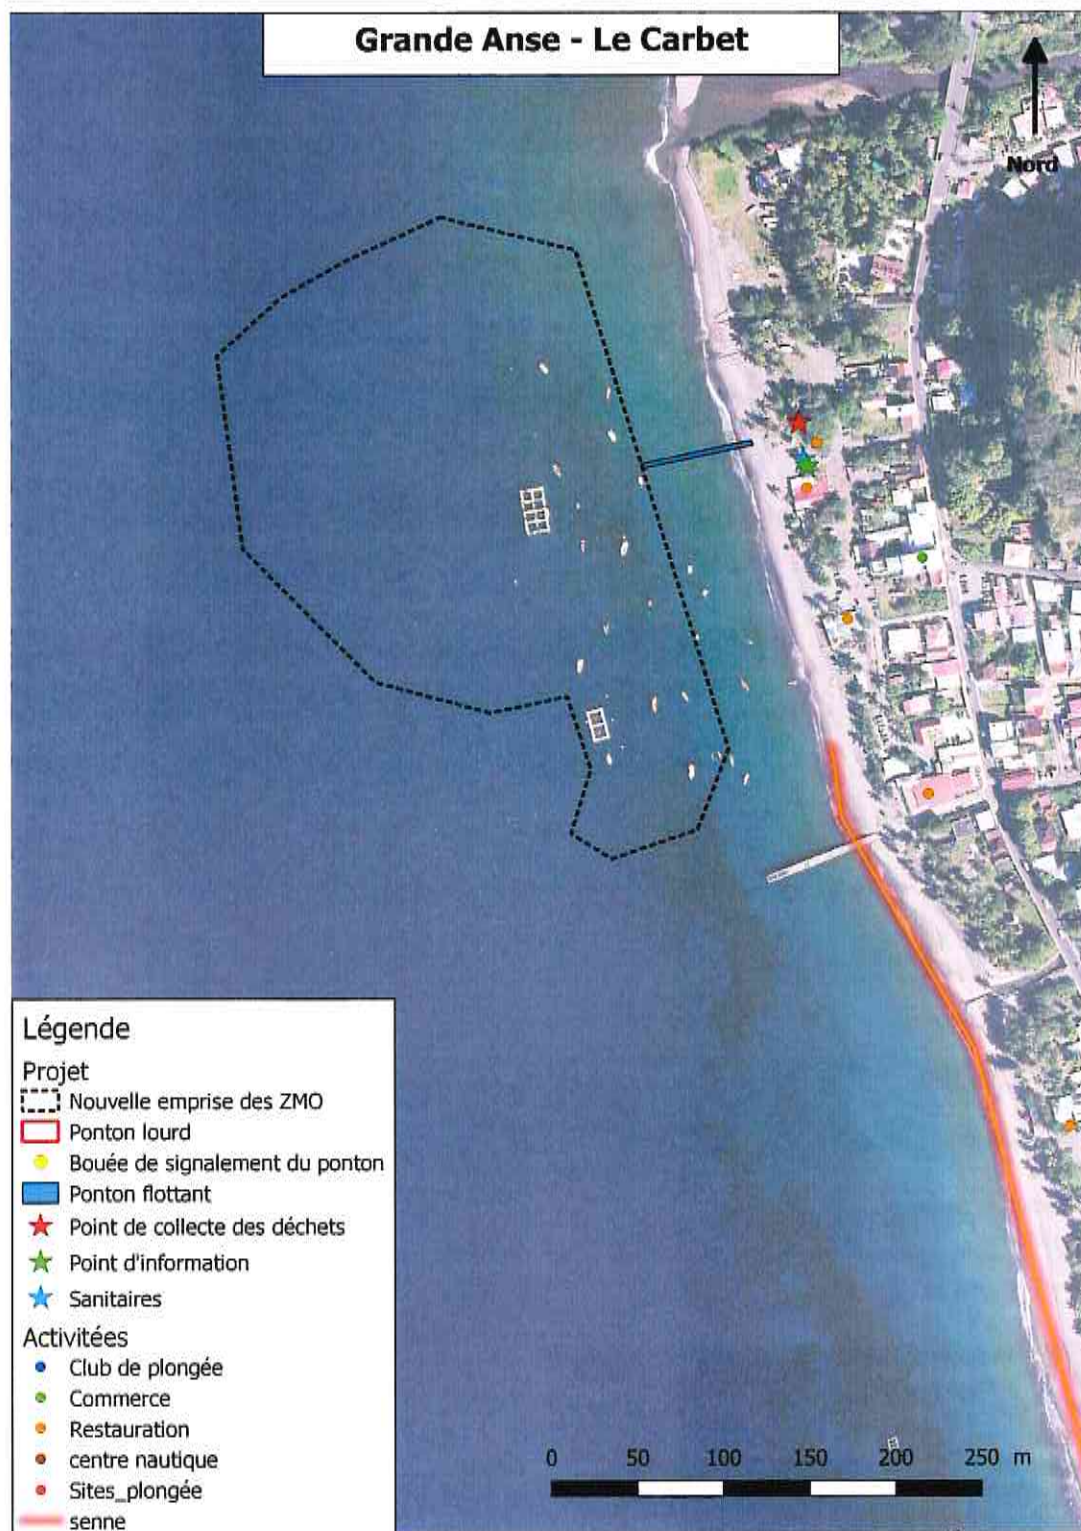 Grande Anse - Le Carbet
Nord
Légende
Projet
Nouvelle emprise des ZMO
Ponton lourd
Bouée de signalement du ponton
Ponton flottant
Point de collecte des déchets
Point d'information
Sanitaires
Activitées
Club de plongée
Commerce
Restauration
centre nautique
Sites_plongée
senne
0 50 100 150 200 250 m